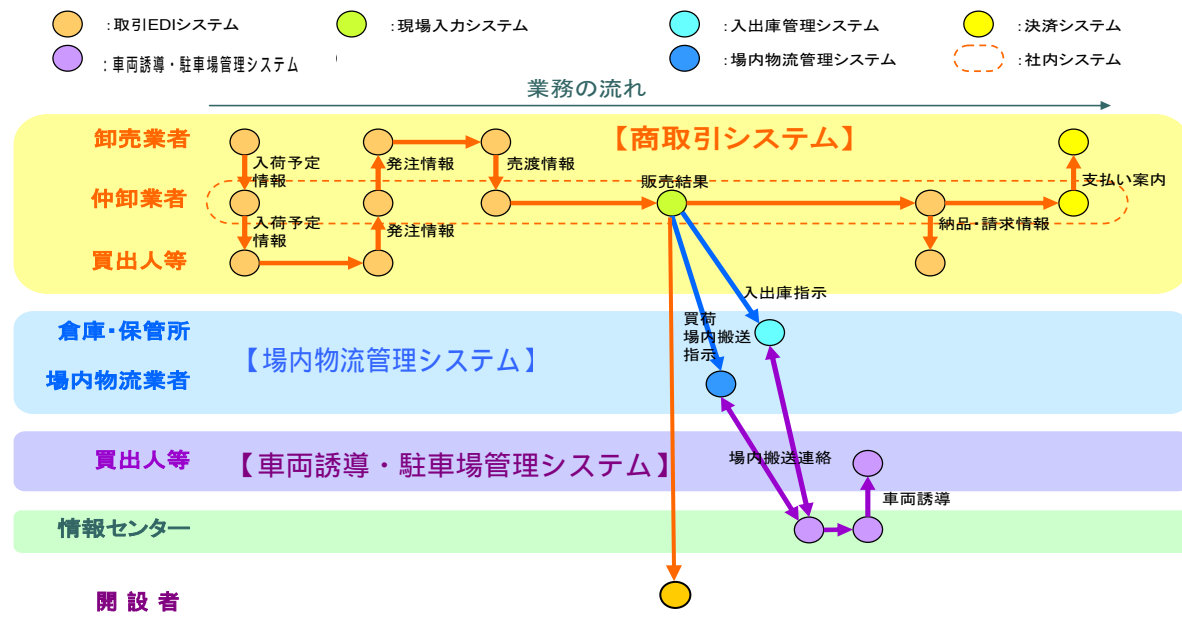 :取引EDIシステム
:現場入力システム
:入出庫管理システム
:決済システム
:車両誘導・駐車場管理システム
:場内物流管理システム
:社内システム
業務の流れ
卸売業者
【商取引システム】
入荷予定
情報
発注情報
売渡情報
仲卸業者
販売結果
支払い案内
入荷予定
情報
発注情報
納品・請求情報
買出人等
入出庫指示
倉庫・保管所
買荷
場内搬送
指示
【場内物流管理システム】
場内物流業者
買出人等
【車両誘導・駐車場管理システム】
場内搬送連絡
車両誘導
情報センター
開設者